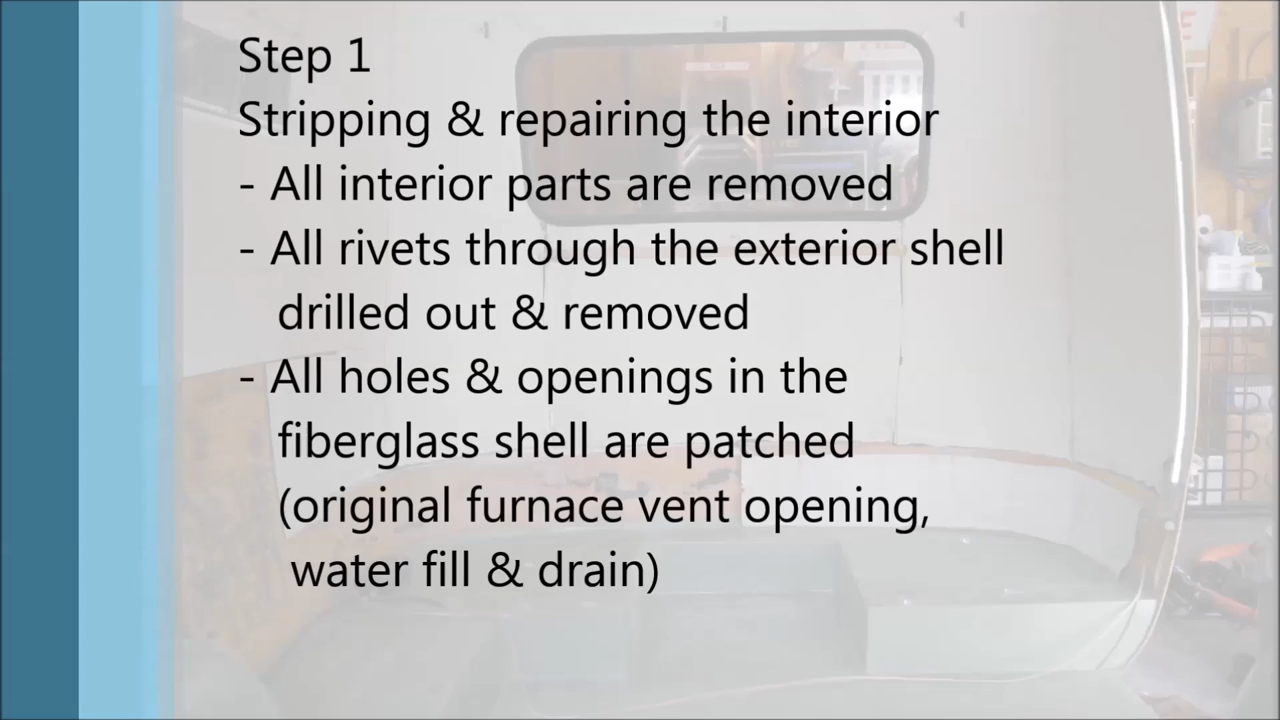 Step 1
Stripping & repairing the interior
- All interior parts are removed
- All rivets through the exterior shell
drilled out & removed
- All holes & openings in the
fiberglass shell are patched
(original furnace vent opening,
water fill & drain)